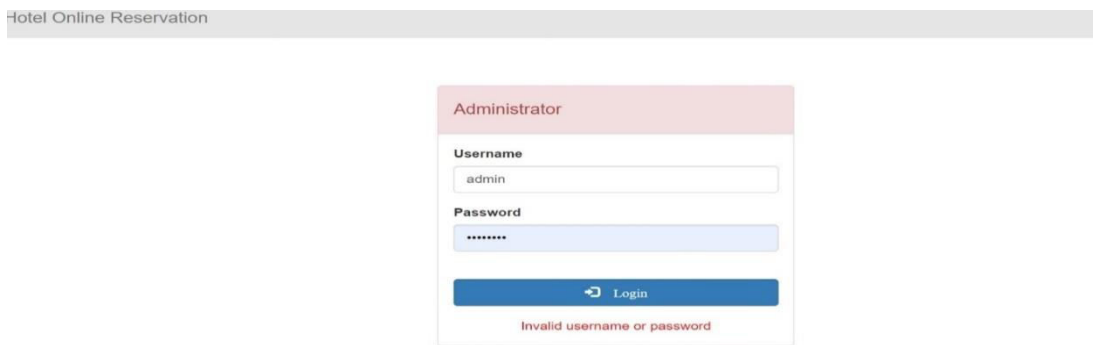 Hotel Online Reservation
Administrator
Username
admin
Password
••••••••
Login
Invalid username or password